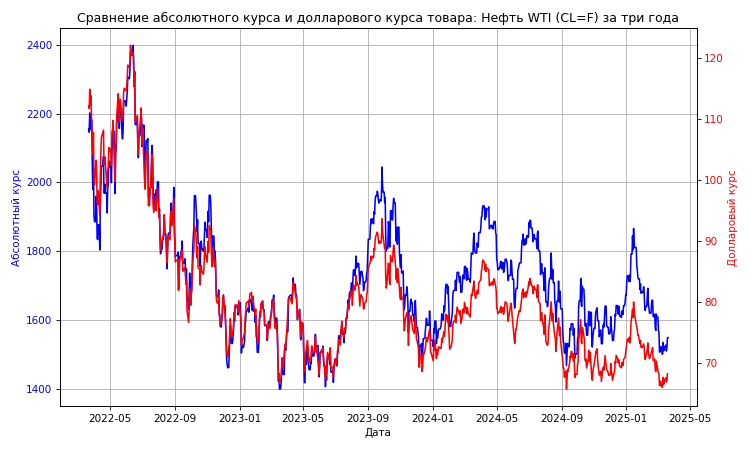 Сравнение абсолютного курса и долларового курса товара: Нефть WTI (CL=F) за три года
2400
2200
2000
1800
1600
1400
Абсолютный курс
120
110
100
90
80
70
Долларовый курс
2022-05 2022-09 2023-01 2023-05 2023-09 2024-01 2024-05 2024-09 2025-01 2025-05
Дата